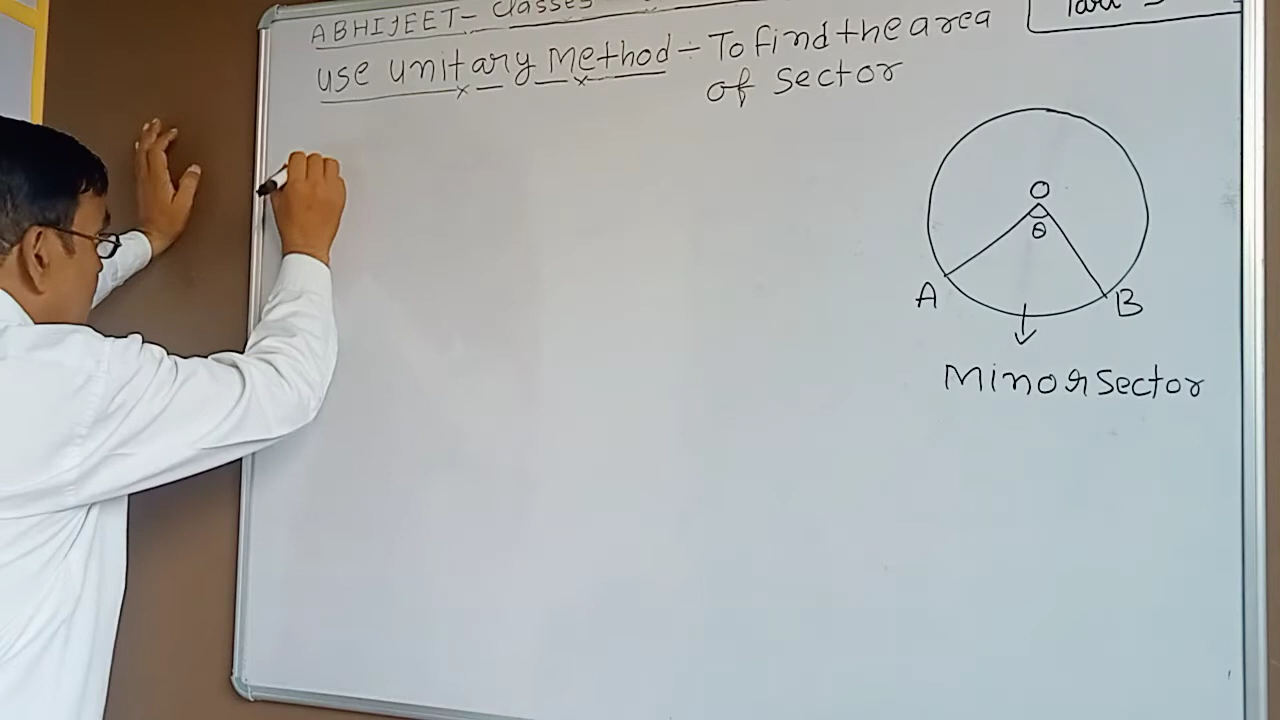 ABHIJEET - Classes
use unitary Method ÷ To find the area
of sector
O
θ
A
B
Minor Sector